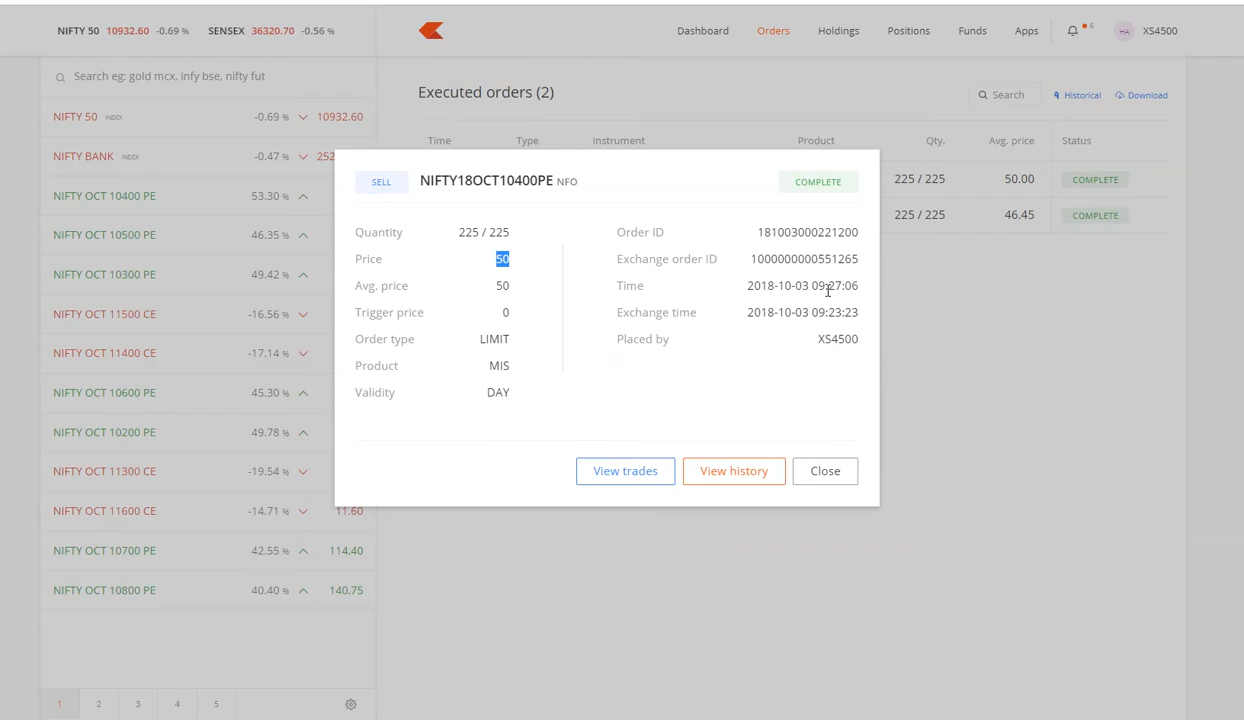 NIFTY 50 10932.60 -0.69 % SENSEX 36320.70 -0.56 %
Dashboard Orders Holdings Positions Funds Apps 6 HA XS4500
Search eg: gold mcx, infy bse, nifty fut
NIFTY 50 INDEX -0.69 % 10932.60
NIFTY BANK INDEX -0.47 % 252
NIFTY OCT 10400 PE 53.30 %
NIFTY OCT 10500 PE 46.35 %
NIFTY OCT 10300 PE 49.42 %
NIFTY OCT 11500 CE -16.56 %
NIFTY OCT 11400 CE -17.14 %
NIFTY OCT 10600 PE 45.30 %
NIFTY OCT 10200 PE 49.78 %
NIFTY OCT 11300 CE -19.54 %
NIFTY OCT 11600 CE -14.71 % 11.60
NIFTY OCT 10700 PE 42.55 % 114.40
NIFTY OCT 10800 PE 40.40 % 140.75
1 2 3 4 5
Executed orders (2)
Search Historical Download
Time Type Instrument Product Qty. Avg. price Status
225 / 225 50.00 COMPLETE
225 / 225 46.45 COMPLETE
SELL NIFTY18OCT10400PE NFO COMPLETE
Quantity 225 / 225
Price 50
Avg. price 50
Trigger price 0
Order type LIMIT
Product MIS
Validity DAY
Order ID 181003000221200
Exchange order ID 1000000000551265
Time 2018-10-03 09:27:06
Exchange time 2018-10-03 09:23:23
Placed by XS4500
View trades View history Close